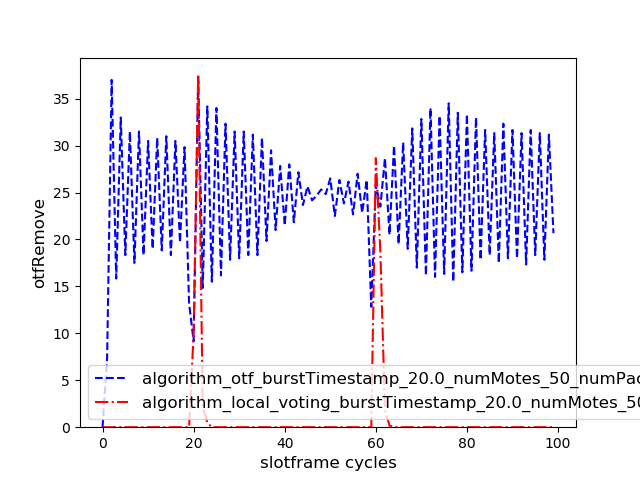 35
30
25
20
15
10
5
0
otfRemove
algorithm_otf_burstTimestamp_20.0_numMotes_50_numPac
algorithm_local_voting_burstTimestamp_20.0_numMotes_50
0 20 40 60 80 100
slotframe cycles